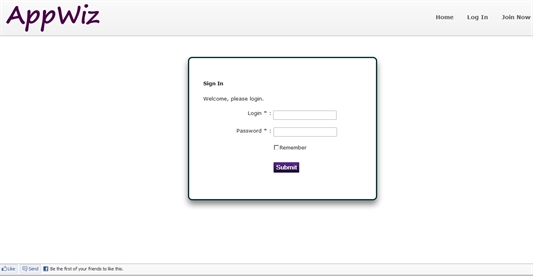 AppWiz
Home Log In Join Now
Sign In
Welcome, please login.
Login * :
Password * :
Remember
Submit
Like Send Be the first of your friends to like this.